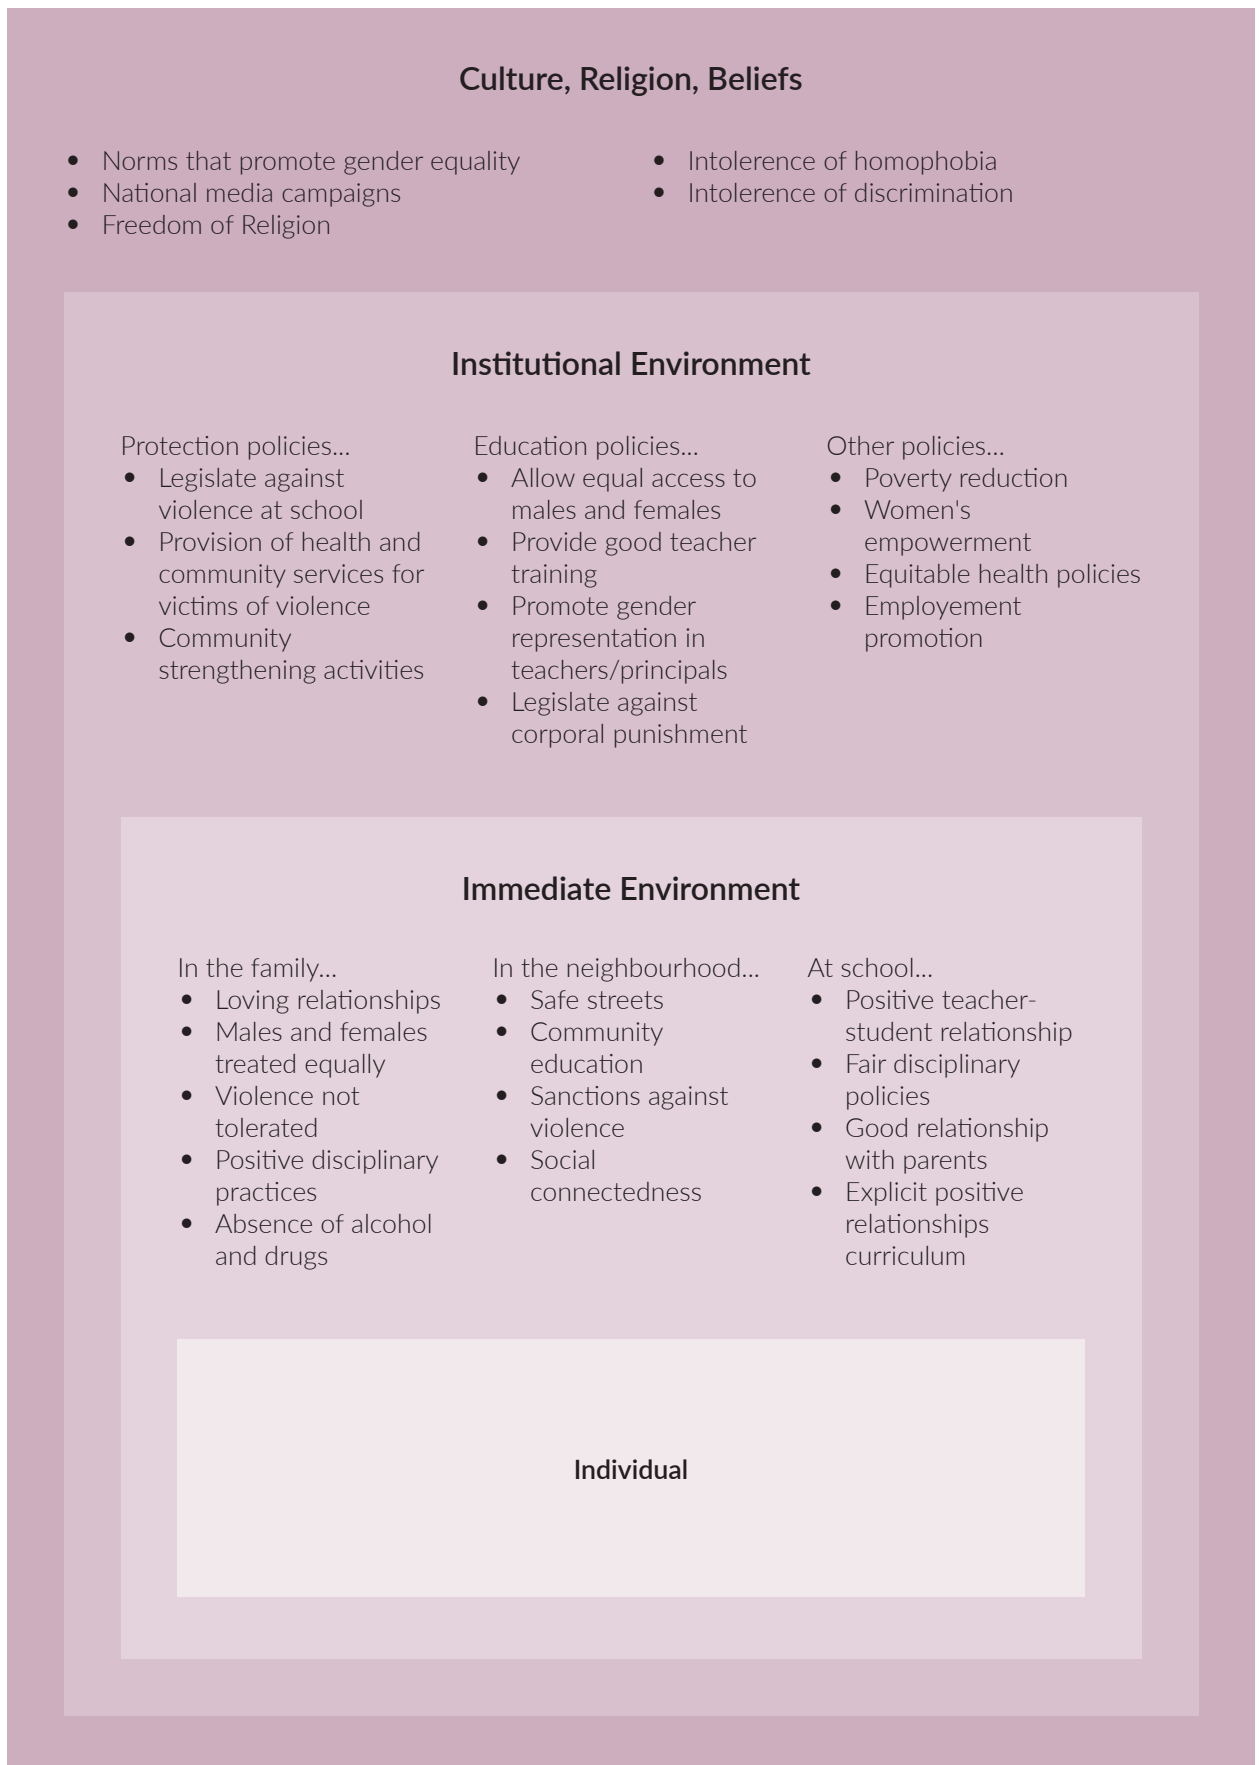 Culture, Religion, Beliefs
• Norms that promote gender equality
• National media campaigns
• Freedom of Religion
• Intolerence of homophobia
• Intolerence of discrimination
Institutional Environment
Protection policies...
• Legislate against
violence at school
• Provision of health and
community services for
victims of violence
• Community
strengthening activities
Education policies...
• Allow equal access to
males and females
• Provide good teacher
training
• Promote gender
representation in
teachers/principals
• Legislate against
corporal punishment
Other policies...
• Poverty reduction
• Women's
empowerment
• Equitable health policies
• Employement
promotion
Immediate Environment
In the family...
• Loving relationships
• Males and females
treated equally
• Violence not
tolerated
• Positive disciplinary
practices
• Absence of alcohol
and drugs
In the neighbourhood...
• Safe streets
• Community
education
• Sanctions against
violence
• Social
connectedness
At school...
• Positive teacher-
student relationship
• Fair disciplinary
policies
• Good relationship
with parents
• Explicit positive
relationships
curriculum
Individual